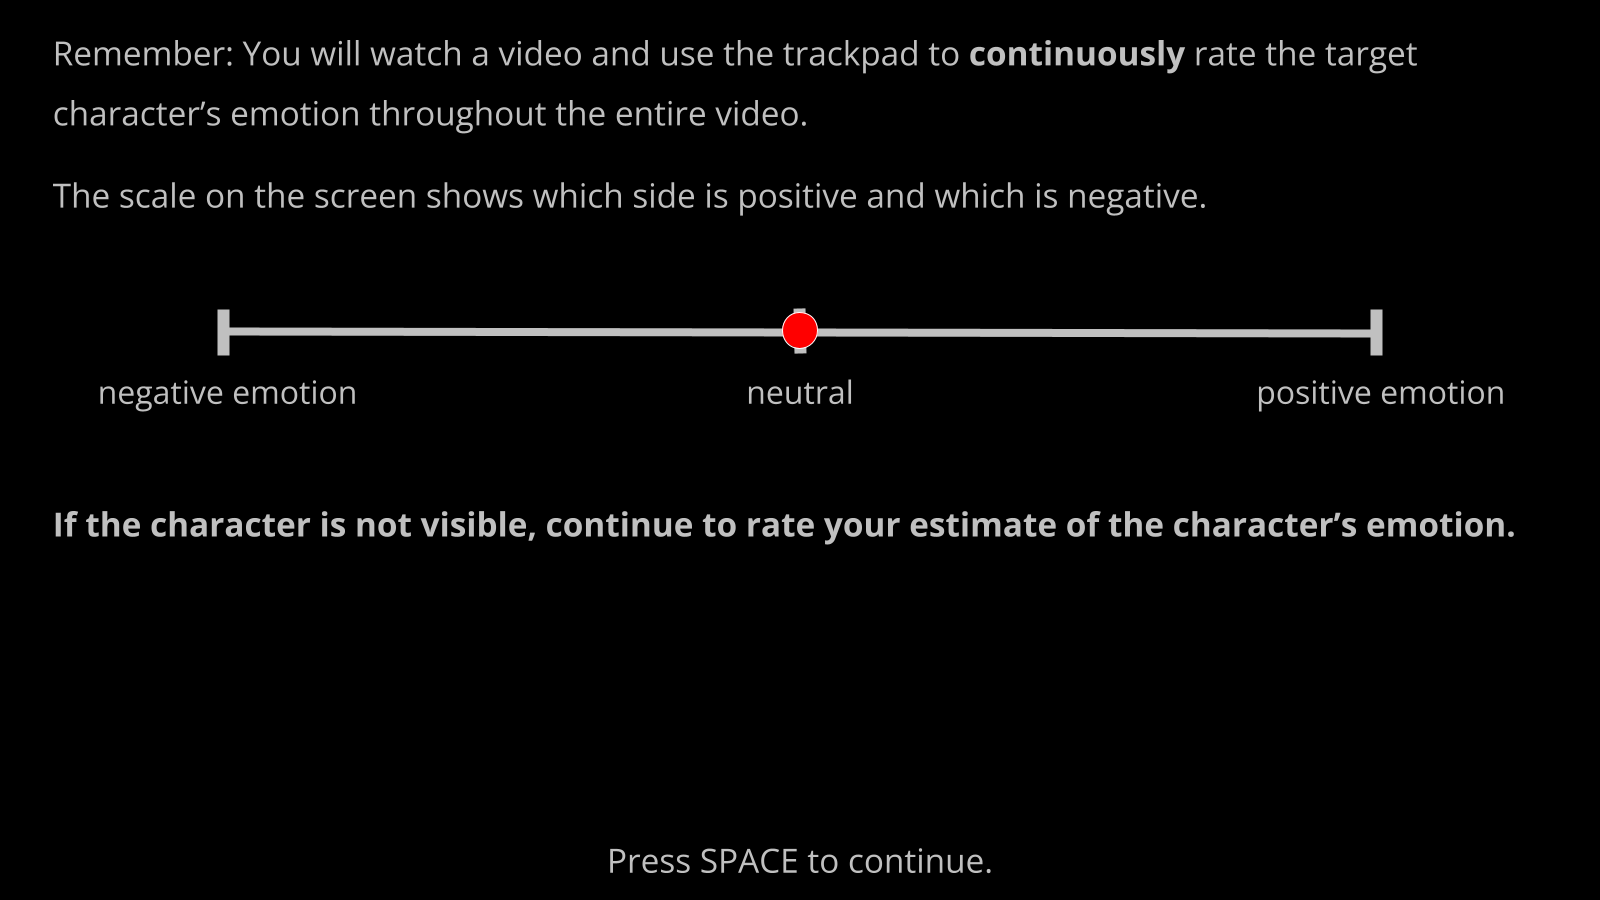 Remember: You will watch a video and use the trackpad to continuously rate the target
character’s emotion throughout the entire video.
The scale on the screen shows which side is positive and which is negative.
negative emotion
neutral
positive emotion
If the character is not visible, continue to rate your estimate of the character’s emotion.
Press SPACE to continue.